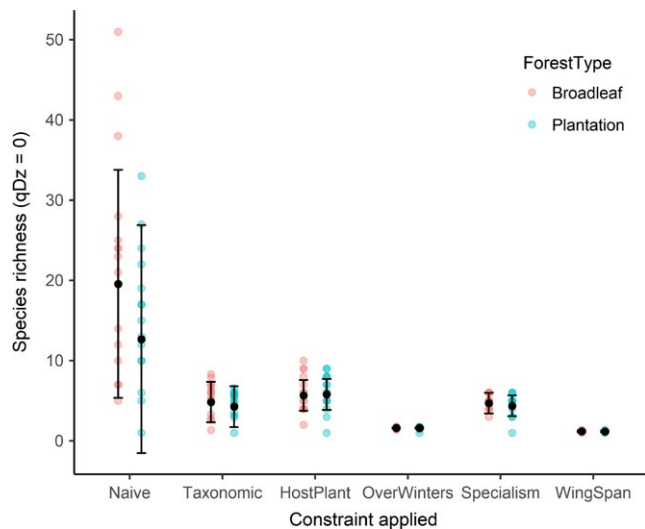 50
40
30
20
10
0
Species richness (qDz = 0)
ForestType
Broadleaf
Plantation
Naive Taxonomic HostPlant OverWinters Specialism WingSpan
Constraint applied